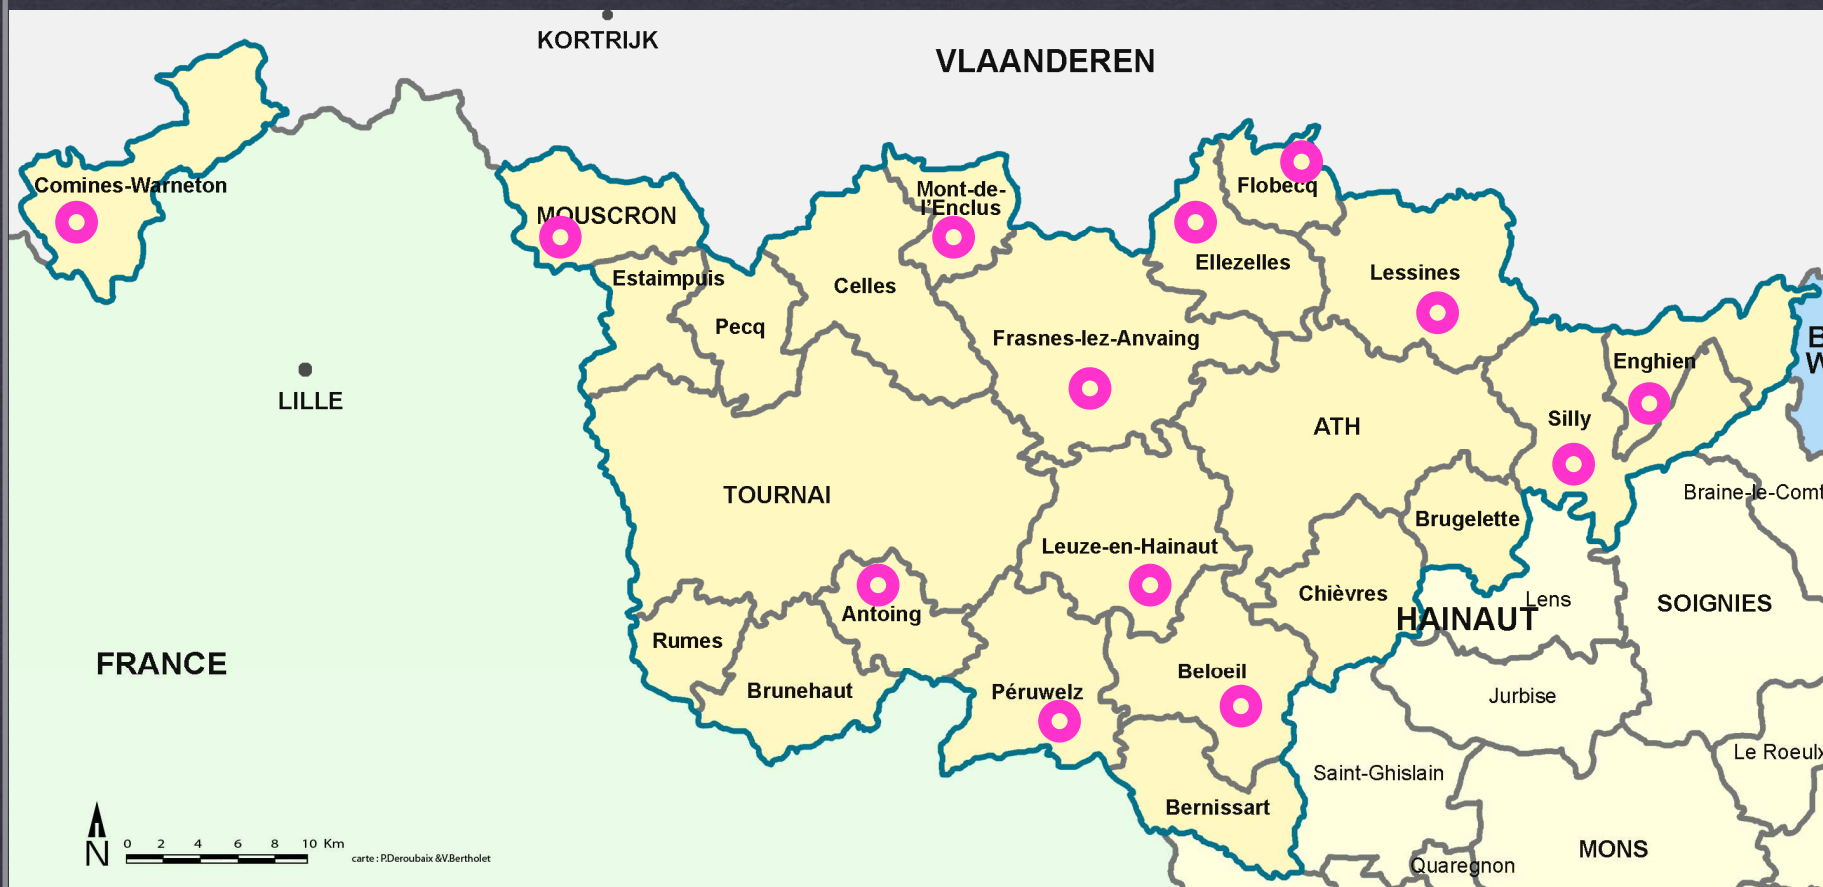 KORTRIJK
VLAANDEREN
Comines-Warneton
MOUSCRON
Mont-de-
l'Enclus
Flobecq
Estaimpuis
Celles
Ellezelles
Lessines
Pecq
Frasnes-lez-Anvaing
Enghien
LILLE
ATH
Silly
TOURNAI
Braine-le-Comt
Brugelette
Leuze-en-Hainaut
Chièvres
Lens
HAINAUT
SOIGNIES
Antoing
Rumes
FRANCE
Beloeil
Brunehaut
Péruwelz
Jurbise
Le Roeulx
Saint-Ghislain
Bernissart
MONS
Quaregnon
N
0 2 4 6 8 10 Km
carte : P.Deroubaix &V.Bertholet